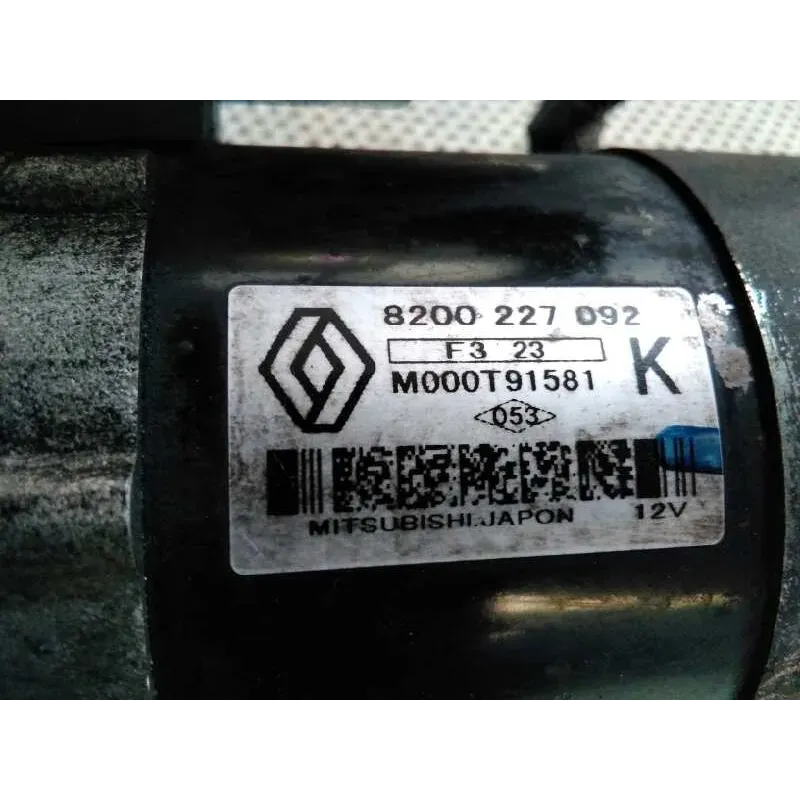 8200 227 092
F3 23
M000T91581 K
053
MITSUBISHI.JAPON 12V